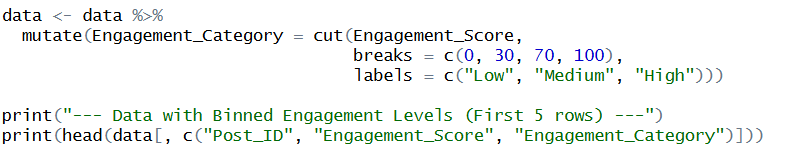 data <- data %>%
  mutate(Engagement_Category = cut(Engagement_Score,
                                   breaks = c(0, 30, 70, 100),
                                   labels = c("Low", "Medium", "High")))

print("--- Data with Binned Engagement Levels (First 5 rows) ---")
print(head(data[, c("Post_ID", "Engagement_Score", "Engagement_Category")]))